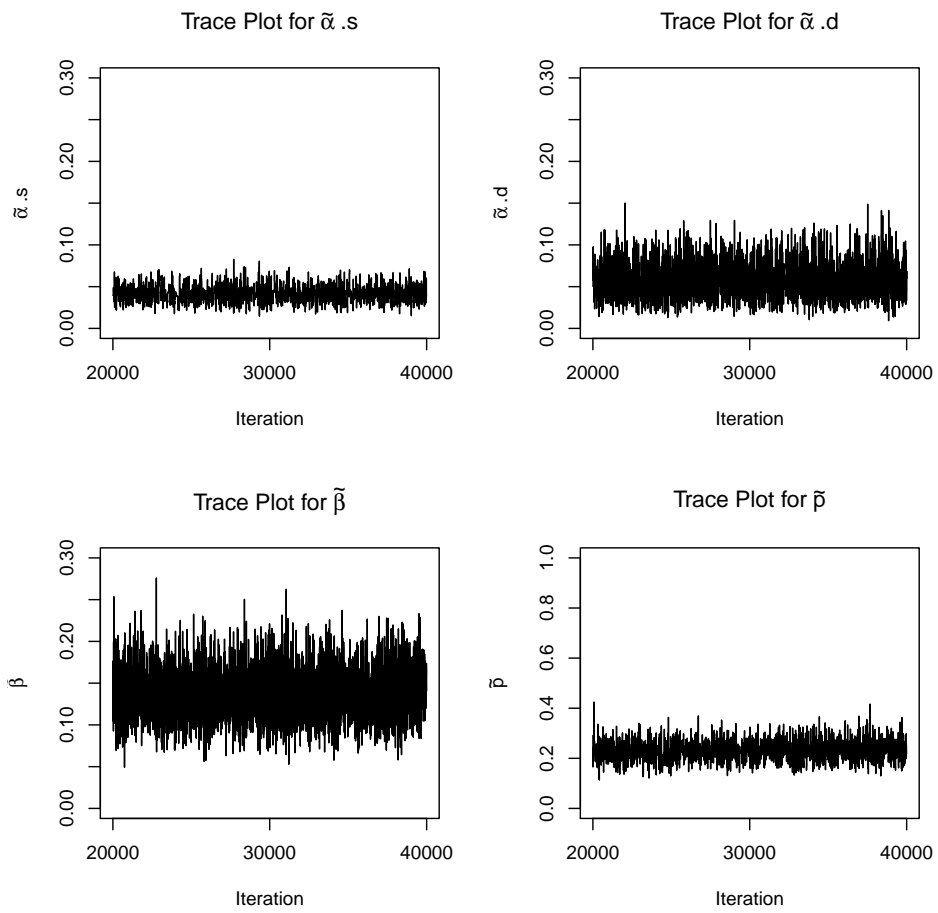 Trace Plot for α̃ .s
0.30
0.20
0.10
0.00
α̃ .s
20000 30000 40000
Iteration
Trace Plot for α̃ .d
0.30
0.20
0.10
0.00
α̃ .d
20000 30000 40000
Iteration
Trace Plot for β̃
0.30
0.20
0.10
0.00
β̃
20000 30000 40000
Iteration
Trace Plot for p̃
1.0
0.8
0.6
0.4
0.2
0.0
p̃
20000 30000 40000
Iteration